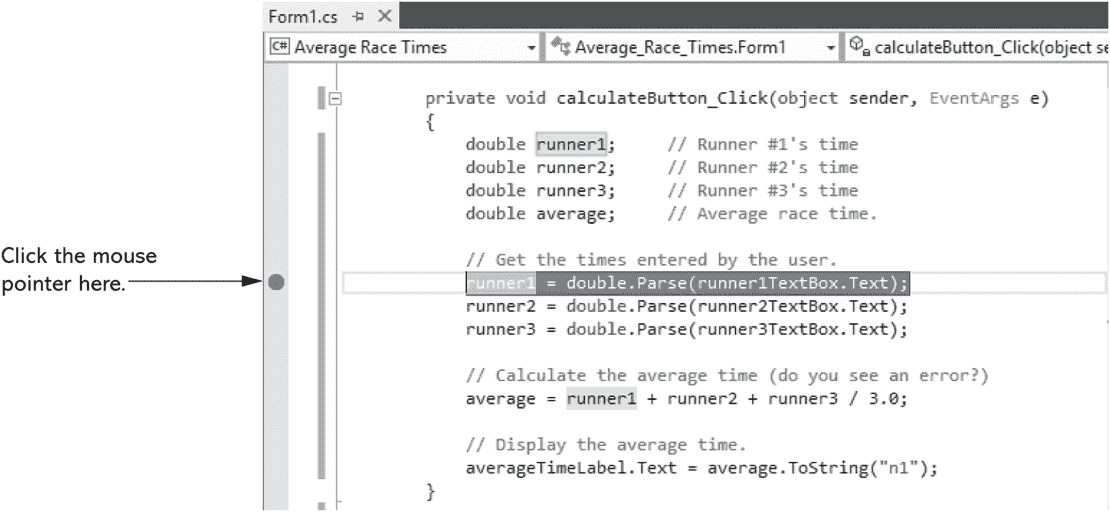 Form1.cs
C# Average Race Times Average_Race_Times.Form1 calculateButton_Click(object se
private void calculateButton_Click(object sender, EventArgs e)
{
double runner1; // Runner #1's time
double runner2; // Runner #2's time
double runner3; // Runner #3's time
double average; // Average race time.
// Get the times entered by the user.
Click the mouse
pointer here.
runner1 = double.Parse(runner1TextBox.Text);
runner2 = double.Parse(runner2TextBox.Text);
runner3 = double.Parse(runner3TextBox.Text);
// Calculate the average time (do you see an error?)
average = runner1 + runner2 + runner3 / 3.0;
// Display the average time.
averageTimeLabel.Text = average.ToString("n1");
}